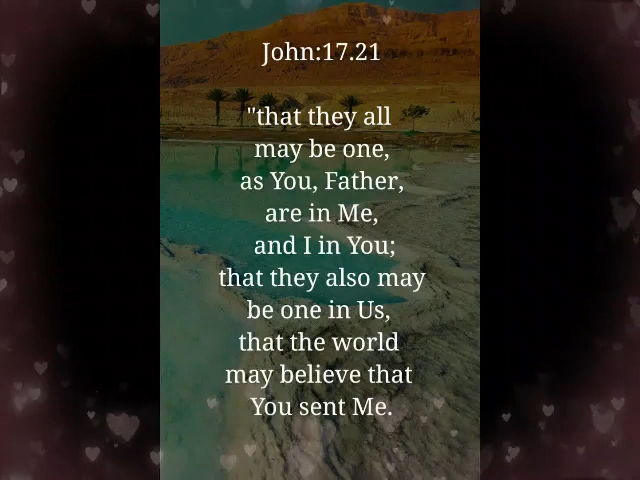 John:17.21
"that they all
may be one,
as You, Father,
are in Me,
and I in You;
that they also may
be one in Us,
that the world
may believe that
You sent Me.